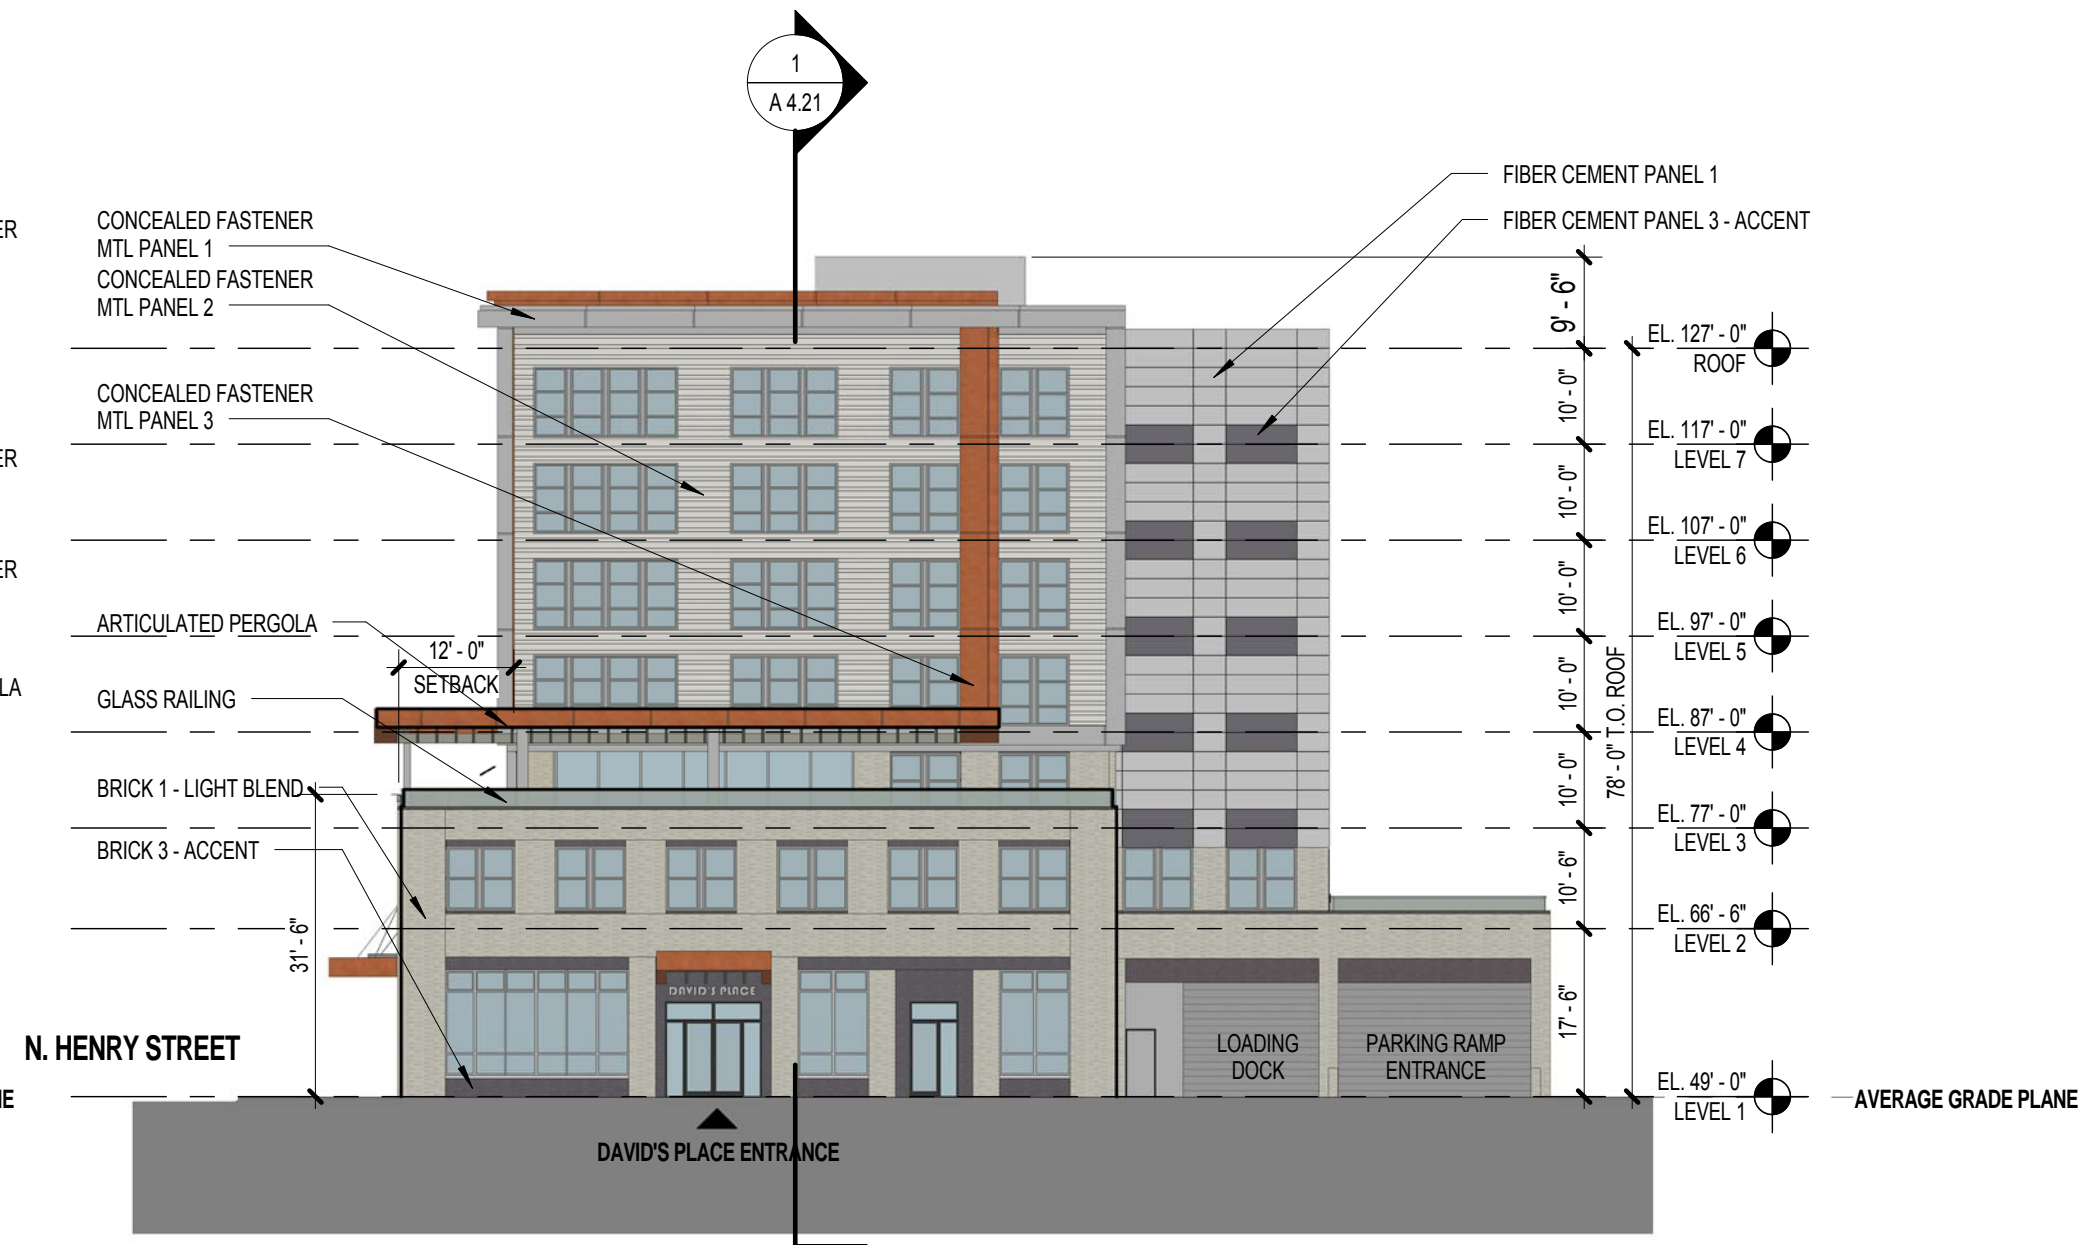 1
A 4.21
FIBER CEMENT PANEL 1
FIBER CEMENT PANEL 3 - ACCENT
CONCEALED FASTENER
MTL PANEL 1
CONCEALED FASTENER
MTL PANEL 2
CONCEALED FASTENER
MTL PANEL 3
ARTICULATED PERGOLA
12' - 0"
SETBACK
GLASS RAILING
BRICK 1 - LIGHT BLEND
BRICK 3 - ACCENT
31' - 6"
N. HENRY STREET
ER
ER
ER
LA
NE
9' - 6"
10' - 0"
10' - 0"
10' - 0"
10' - 0"
10' - 0"
10' - 6"
17' - 6"
78' - 0" T.O. ROOF
EL. 127' - 0"
ROOF
EL. 117' - 0"
LEVEL 7
EL. 107' - 0"
LEVEL 6
EL. 97' - 0"
LEVEL 5
EL. 87' - 0"
LEVEL 4
EL. 77' - 0"
LEVEL 3
EL. 66' - 6"
LEVEL 2
EL. 49' - 0"
LEVEL 1
AVERAGE GRADE PLANE
DAVID'S PLACE
LOADING
DOCK
PARKING RAMP
ENTRANCE
DAVID'S PLACE ENTRANCE